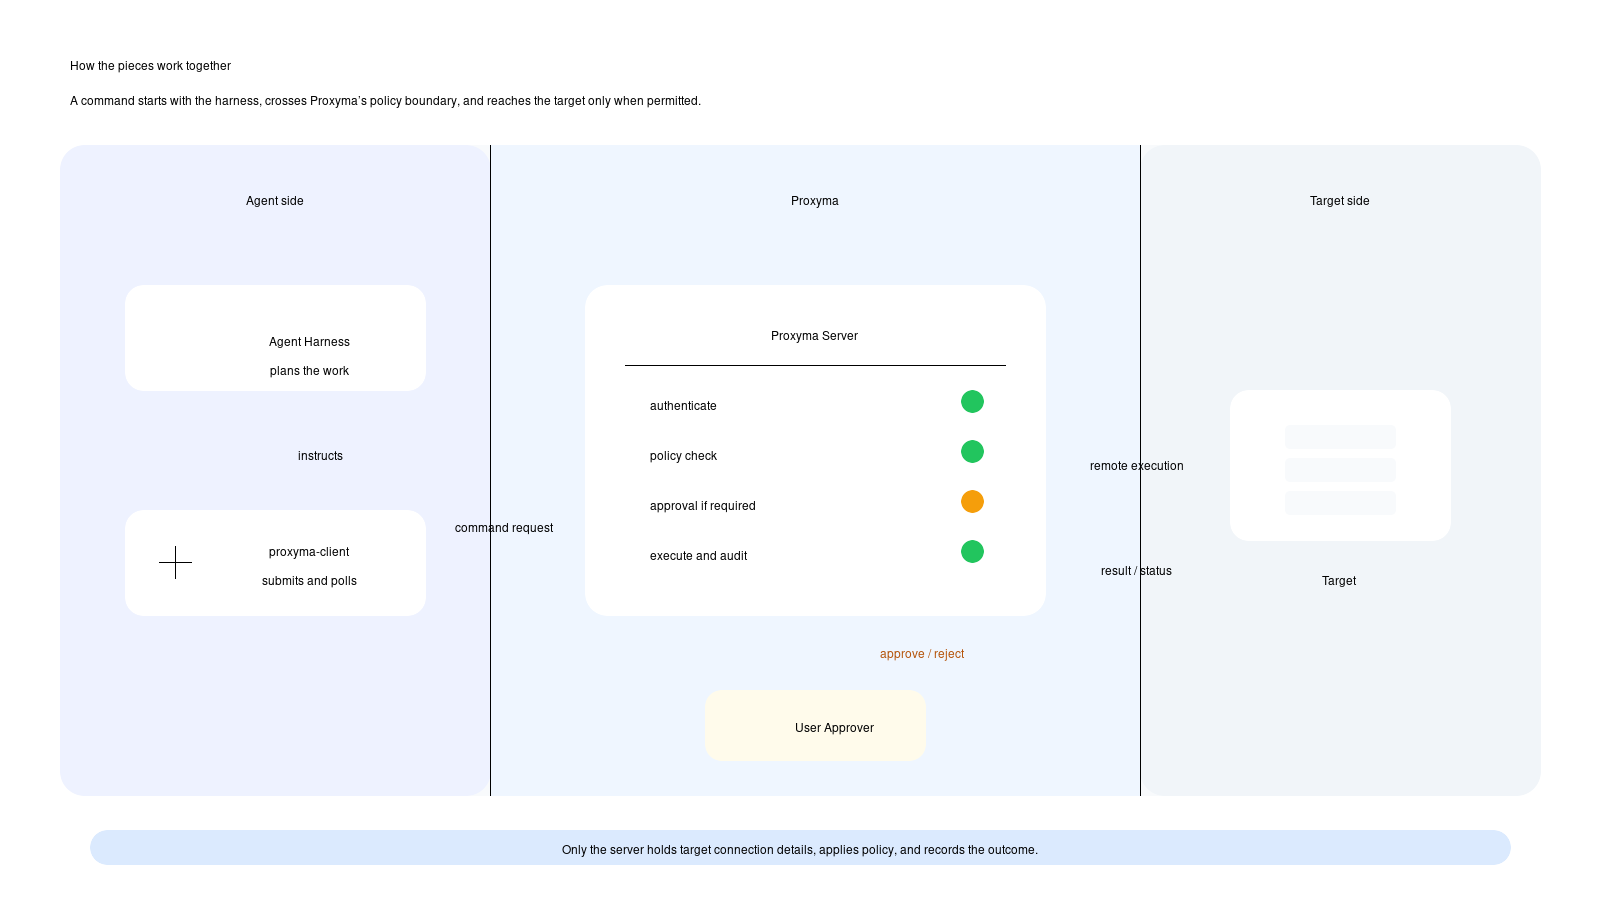 How the pieces work together
A command starts with the harness, crosses Proxyma's policy boundary, and reaches the target only when permitted.
Agent side
Agent Harness
plans the work
instructs
proxyma-client
submits and polls
command request
Proxyma
Proxyma Server
authenticate
policy check
approval if required
execute and audit
approve / reject
User Approver
remote execution
result / status
Target side
Target
Only the server holds target connection details, applies policy, and records the outcome.